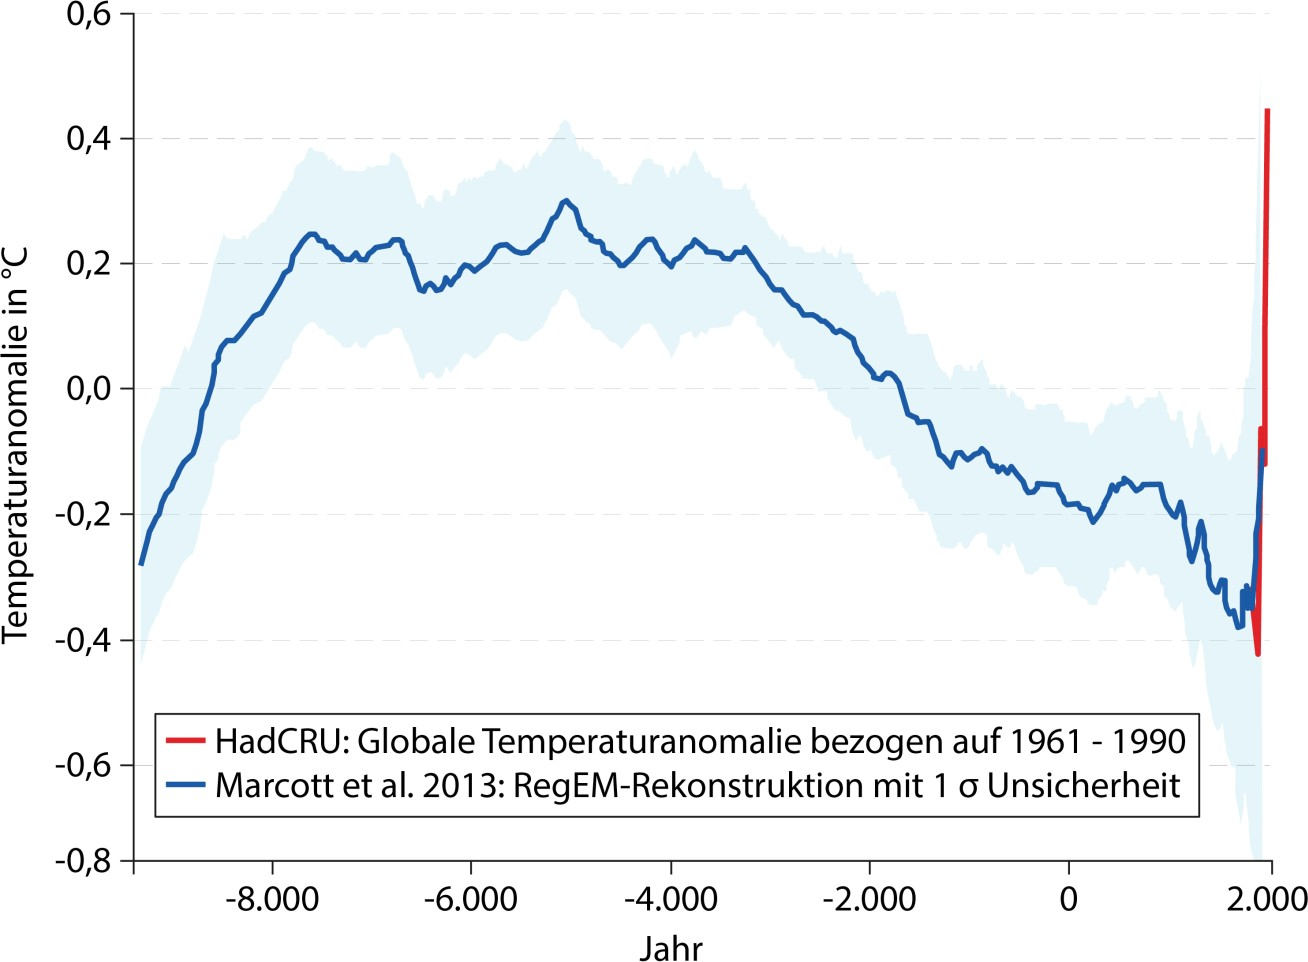 0,6
0,4
0,2
0,0
-0,2
-0,4
-0,6
-0,8
Temperaturanomalie in °C
HadCRU: Globale Temperaturanomalie bezogen auf 1961 - 1990
Marcott et al. 2013: RegEM-Rekonstruktion mit 1 σ Unsicherheit
-8.000 -6.000 -4.000 -2.000 0 2.000
Jahr